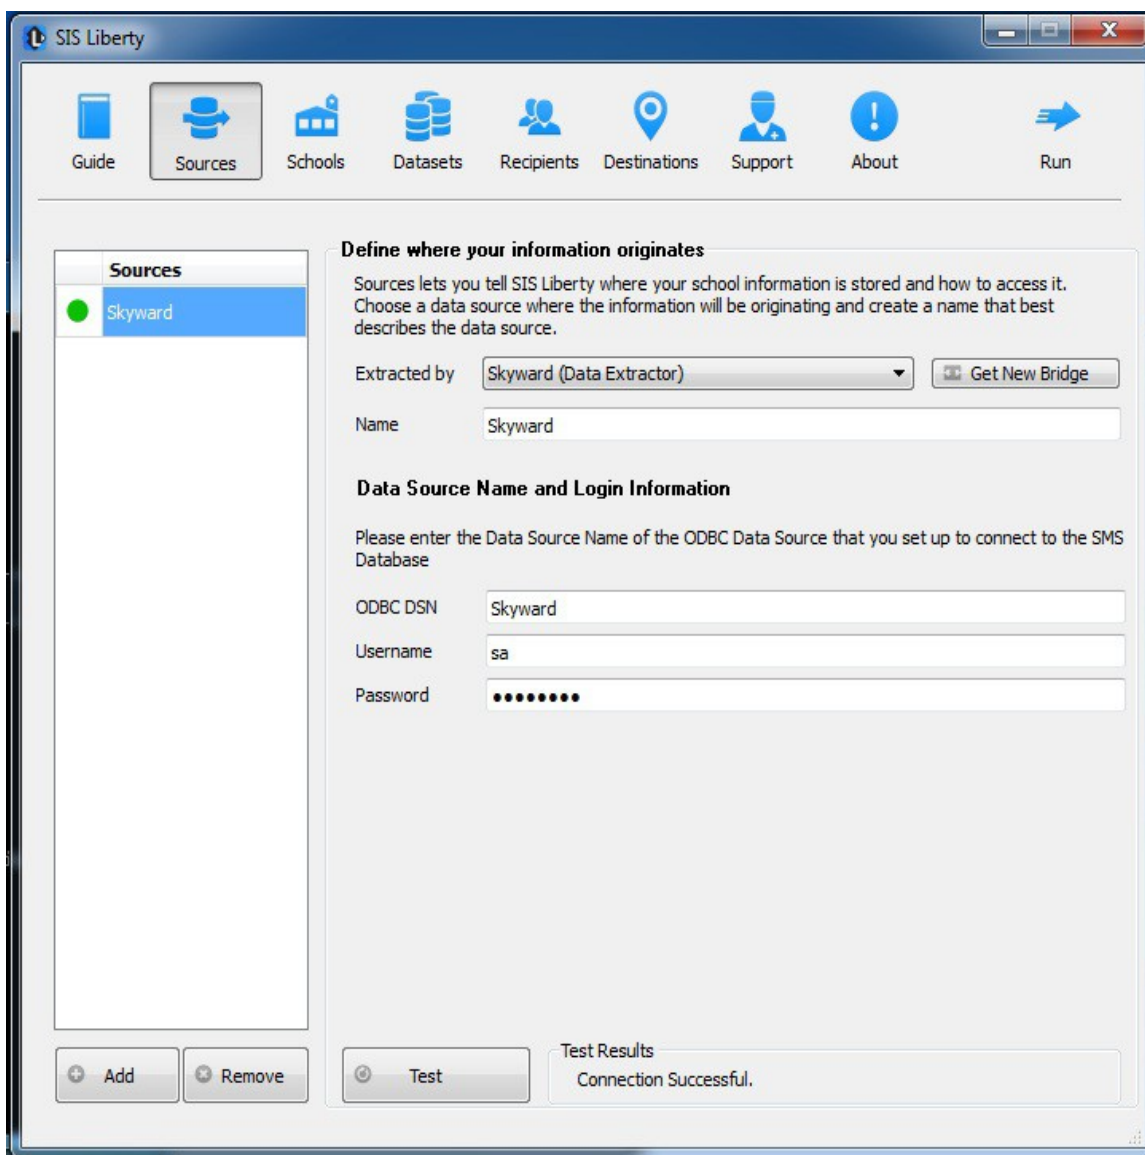 SIS Liberty
Guide
Sources
Schools
Datasets
Recipients
Destinations
Support
About
Run
Sources
Skyward
Define where your information originates
Sources lets you tell SIS Liberty where your school information is stored and how to access it.
Choose a data source where the information will be originating and create a name that best
describes the data source.
Extracted by
Skyward (Data Extractor)
Get New Bridge
Name
Skyward
Data Source Name and Login Information
Please enter the Data Source Name of the ODBC Data Source that you set up to connect to the SMS
Database
ODBC DSN
Skyward
Username
sa
Password
••••••••
Add
Remove
Test
Test Results
Connection Successful.